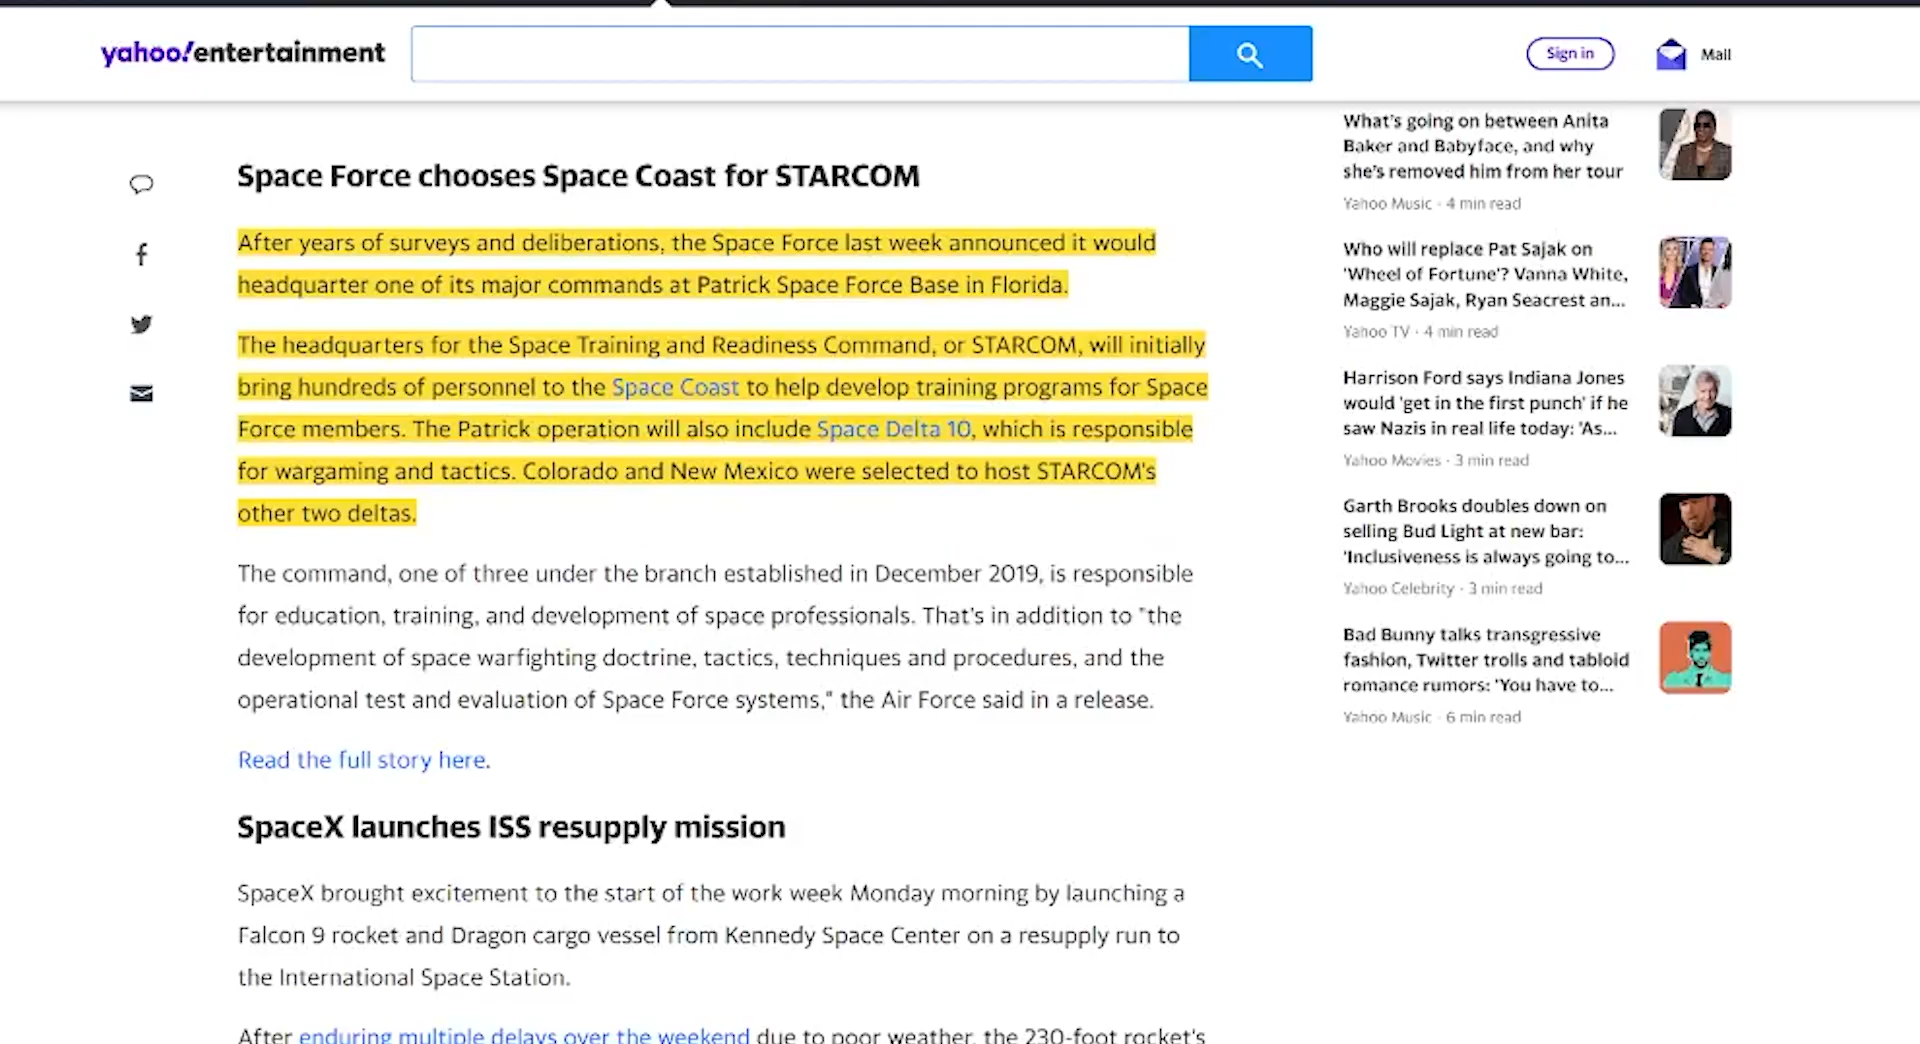 yahoo!entertainment
Sign in
Mail
Space Force chooses Space Coast for STARCOM
After years of surveys and deliberations, the Space Force last week announced it would
headquarter one of its major commands at Patrick Space Force Base in Florida.
The headquarters for the Space Training and Readiness Command, or STARCOM, will initially
bring hundreds of personnel to the Space Coast to help develop training programs for Space
Force members. The Patrick operation will also include Space Delta 10, which is responsible
for wargaming and tactics. Colorado and New Mexico were selected to host STARCOM's
other two deltas.
The command, one of three under the branch established in December 2019, is responsible
for education, training, and development of space professionals. That's in addition to "the
development of space warfighting doctrine, tactics, techniques and procedures, and the
operational test and evaluation of Space Force systems," the Air Force said in a release.
Read the full story here.
SpaceX launches ISS resupply mission
SpaceX brought excitement to the start of the work week Monday morning by launching a
Falcon 9 rocket and Dragon cargo vessel from Kennedy Space Center on a resupply run to
the International Space Station.
After enduring multiple delays over the weekend due to poor weather, the 230-foot rocket's
What's going on between Anita
Baker and Babyface, and why
she's removed him from her tour
Yahoo Music · 4 min read
Who will replace Pat Sajak on
'Wheel of Fortune'? Vanna White,
Maggie Sajak, Ryan Seacrest an...
Yahoo TV · 4 min read
Harrison Ford says Indiana Jones
would 'get in the first punch' if he
saw Nazis in real life today: 'As...
Yahoo Movies · 3 min read
Garth Brooks doubles down on
selling Bud Light at new bar:
'Inclusiveness is always going to...
Yahoo Celebrity · 3 min read
Bad Bunny talks transgressive
fashion, Twitter trolls and tabloid
romance rumors: 'You have to...
Yahoo Music · 6 min read